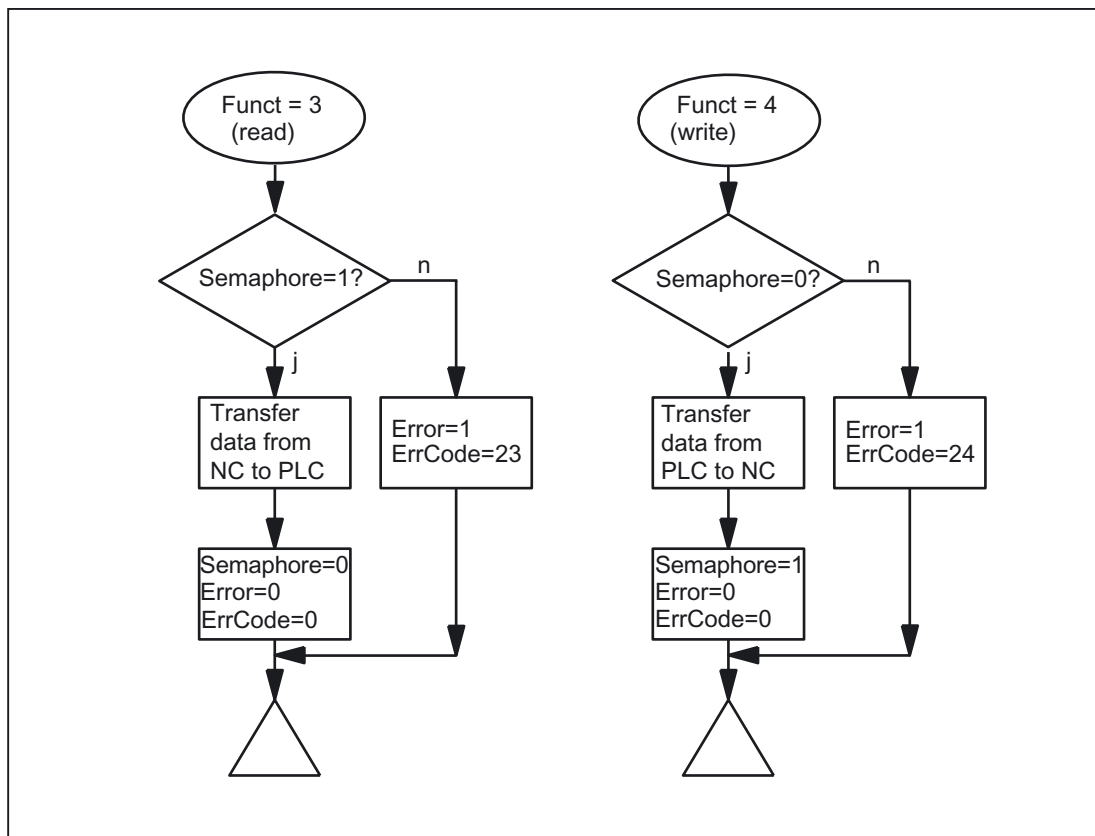 Funct = 3
(read)
Semaphore=1?
n
j
Transfer
data from
NC to PLC
Error=1
ErrCode=23
Semaphore=0
Error=0
ErrCode=0
Funct = 4
(write)
Semaphore=0?
n
j
Transfer
data from
PLC to NC
Error=1
ErrCode=24
Semaphore=1
Error=0
ErrCode=0